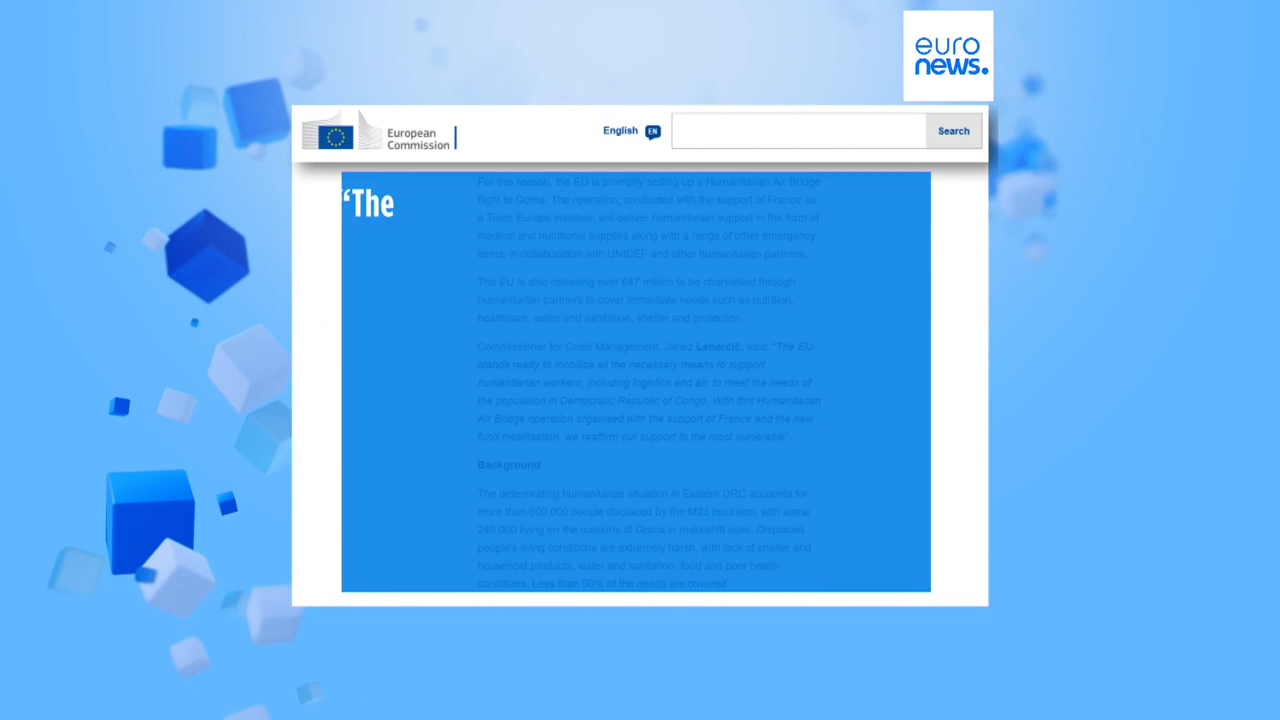 euro
news.
European
Commission
English EN
Search
“The
For this reason, the EU is promptly setting up a Humanitarian Air Bridge
flight to Goma. The operation, conducted with the support of France as
a Team Europe initiative, will deliver humanitarian support in the form of
medical and nutritional supplies along with a range of other emergency
items, in collaboration with UNICEF and other humanitarian partners.
The EU is also releasing over €47 million to be channelled through
humanitarian partners to cover immediate needs such as nutrition,
healthcare, water and sanitation, shelter and protection.
Commissioner for Crisis Management, Janez Lenarčič, said: “The EU
stands ready to mobilize all the necessary means to support
humanitarian workers, including logistics and air, to meet the needs of
the population in Democratic Republic of Congo. With this Humanitarian
Air Bridge operation organised with the support of France and the new
fund mobilisation, we reaffirm our support to the most vulnerable”.
Background
The deteriorating humanitarian situation in Eastern DRC accounts for
more than 600 000 people displaced by the M23 incursion, with some
240 000 living on the outskirts of Goma in makeshift sites. Displaced
people's living conditions are extremely harsh, with lack of shelter and
household products, water and sanitation, food and poor health
conditions. Less than 50% of the needs are covered.